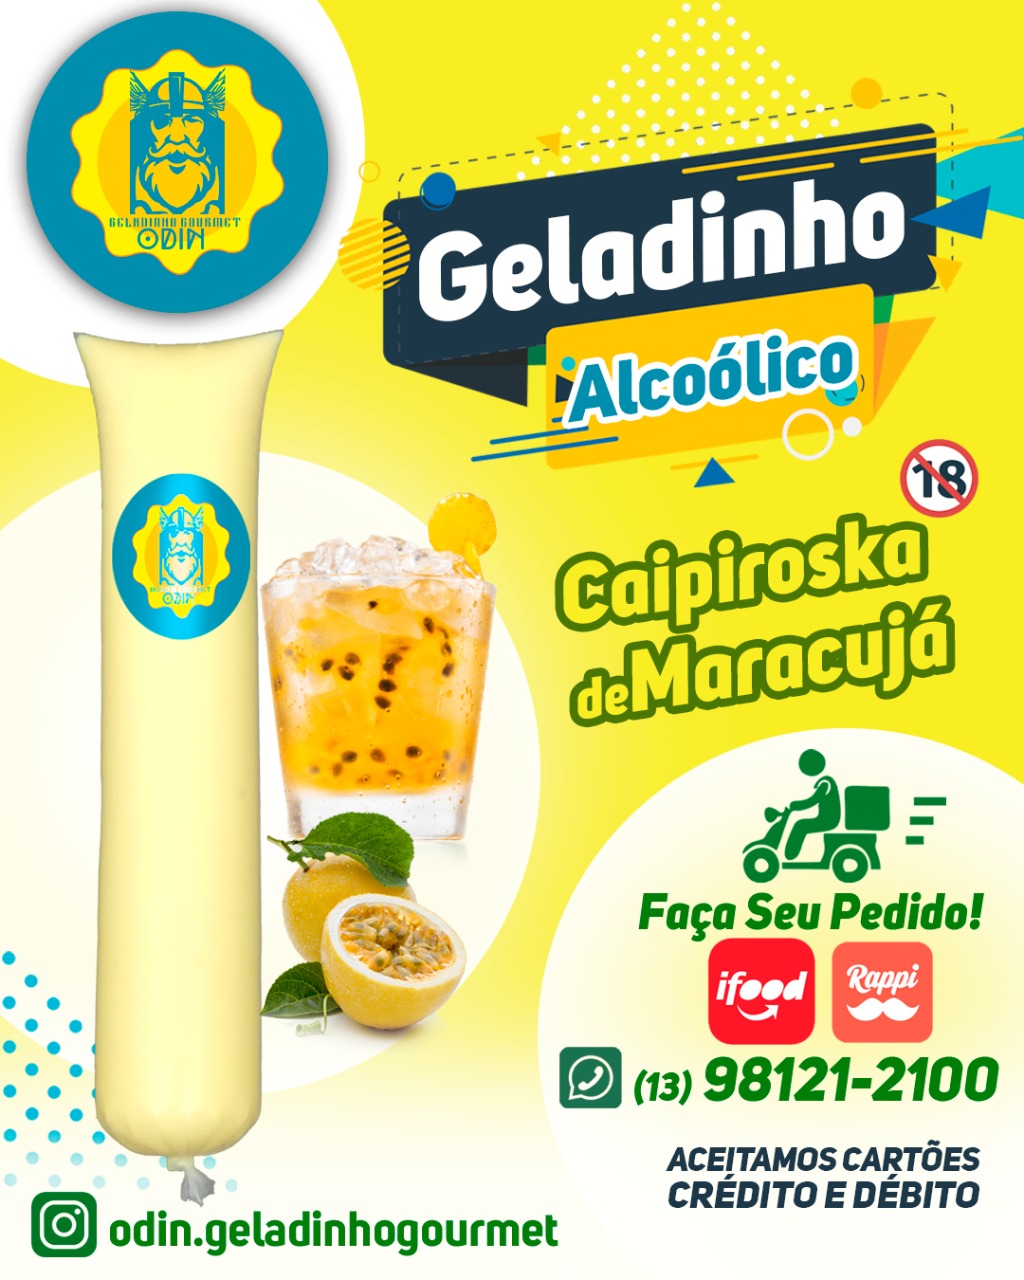 GELADINHO GOURMET
ODIN
Geladinho
Alcoólico
18
Caipiroska
de Maracujá
ODIN
Faça Seu Pedido!
ifood
Rappi
(13) 98121-2100
ACEITAMOS CARTÕES
CRÉDITO E DÉBITO
odin.geladinhogourmet